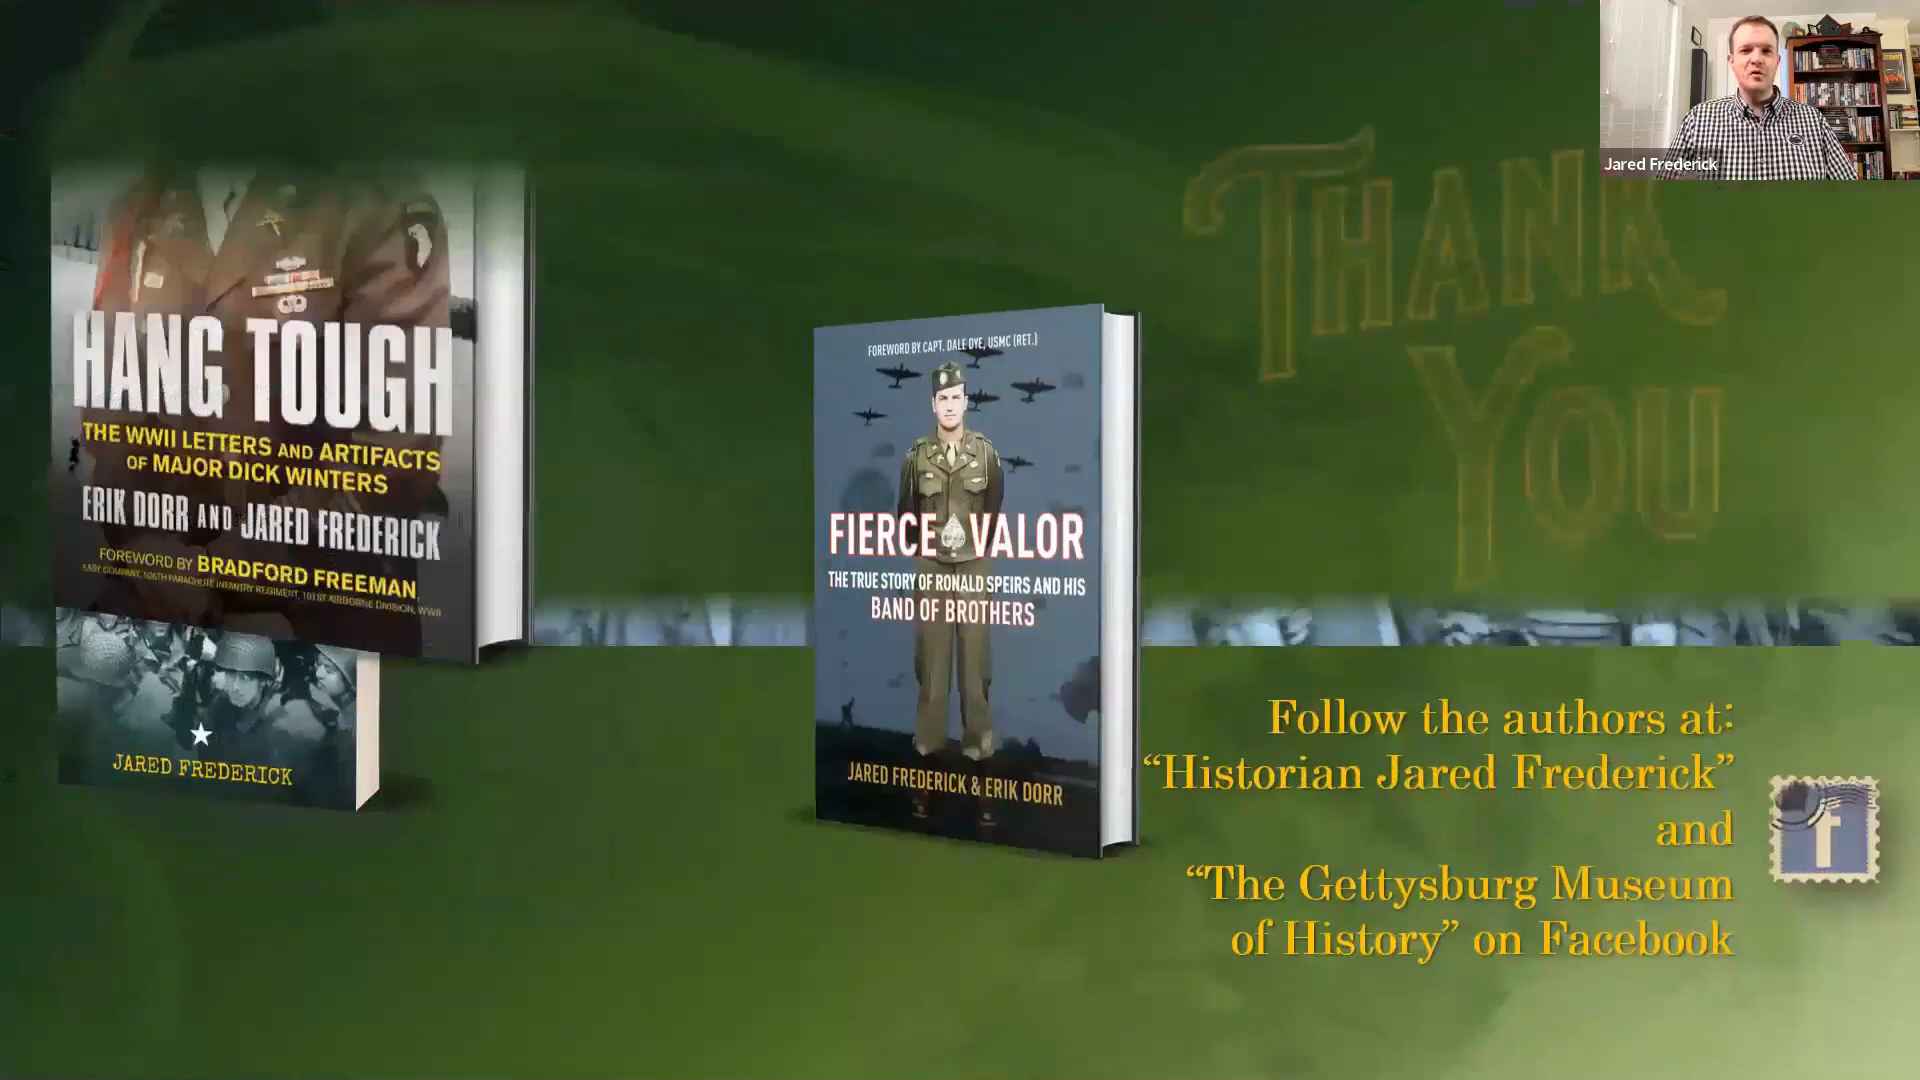 Jared Frederick
THANK
YOU
HANG TOUGH
THE WWII LETTERS AND ARTIFACTS
OF MAJOR DICK WINTERS
ERIK DORR AND JARED FREDERICK
FOREWORD BY BRADFORD FREEMAN,
EASY COMPANY, 506TH PARACHUTE INFANTRY REGIMENT, 101ST AIRBORNE DIVISION, WWII
JARED FREDERICK
FOREWORD BY CAPT. DALE DYE, USMC (RET.)
FIERCE VALOR
THE TRUE STORY OF RONALD SPEIRS AND HIS
BAND OF BROTHERS
JARED FREDERICK & ERIK DORR
Follow the authors at:
“Historian Jared Frederick”
and
“The Gettysburg Museum
of History” on Facebook
f